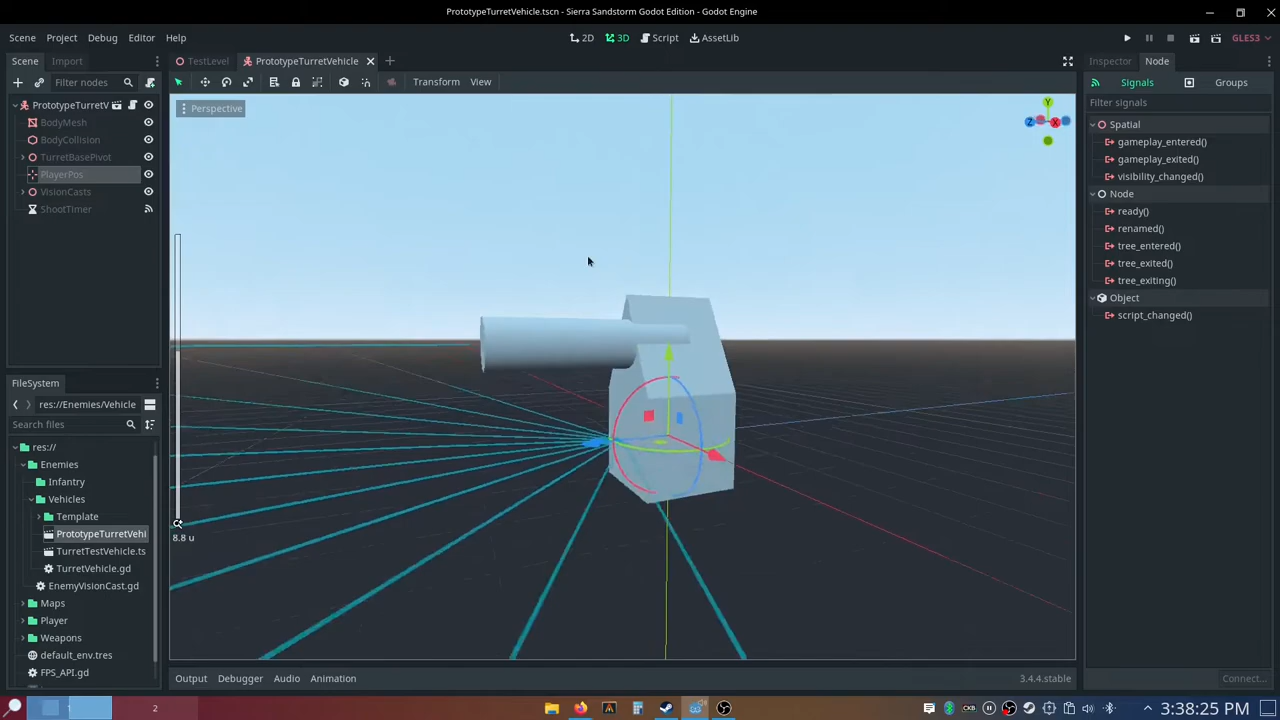 PrototypeTurretVehicle.tscn - Sierra Sandstorm Godot Edition - Godot Engine
Scene Project Debug Editor Help
2D 3D Script AssetLib
GLES3
Scene Import
TestLevel PrototypeTurretVehicle
Inspector Node
Filter nodes
Transform View
Signals Groups
Perspective
Filter signals
PrototypeTurretV
BodyMesh
BodyCollision
TurretBasePivot
PlayerPos
VisionCasts
ShootTimer
Y
Z X
Spatial
gameplay_entered()
gameplay_exited()
visibility_changed()
Node
ready()
renamed()
tree_entered()
tree_exited()
tree_exiting()
Object
script_changed()
8.8 u
FileSystem
res://Enemies/Vehicle
Search files
res://
Enemies
Infantry
Vehicles
Template
PrototypeTurretVehi
TurretTestVehicle.ts
TurretVehicle.gd
EnemyVisionCast.gd
Maps
Player
Weapons
default_env.tres
FPS_API.gd
Output Debugger Audio Animation
3.4.4.stable
Connect...
2
3:38:25 PM